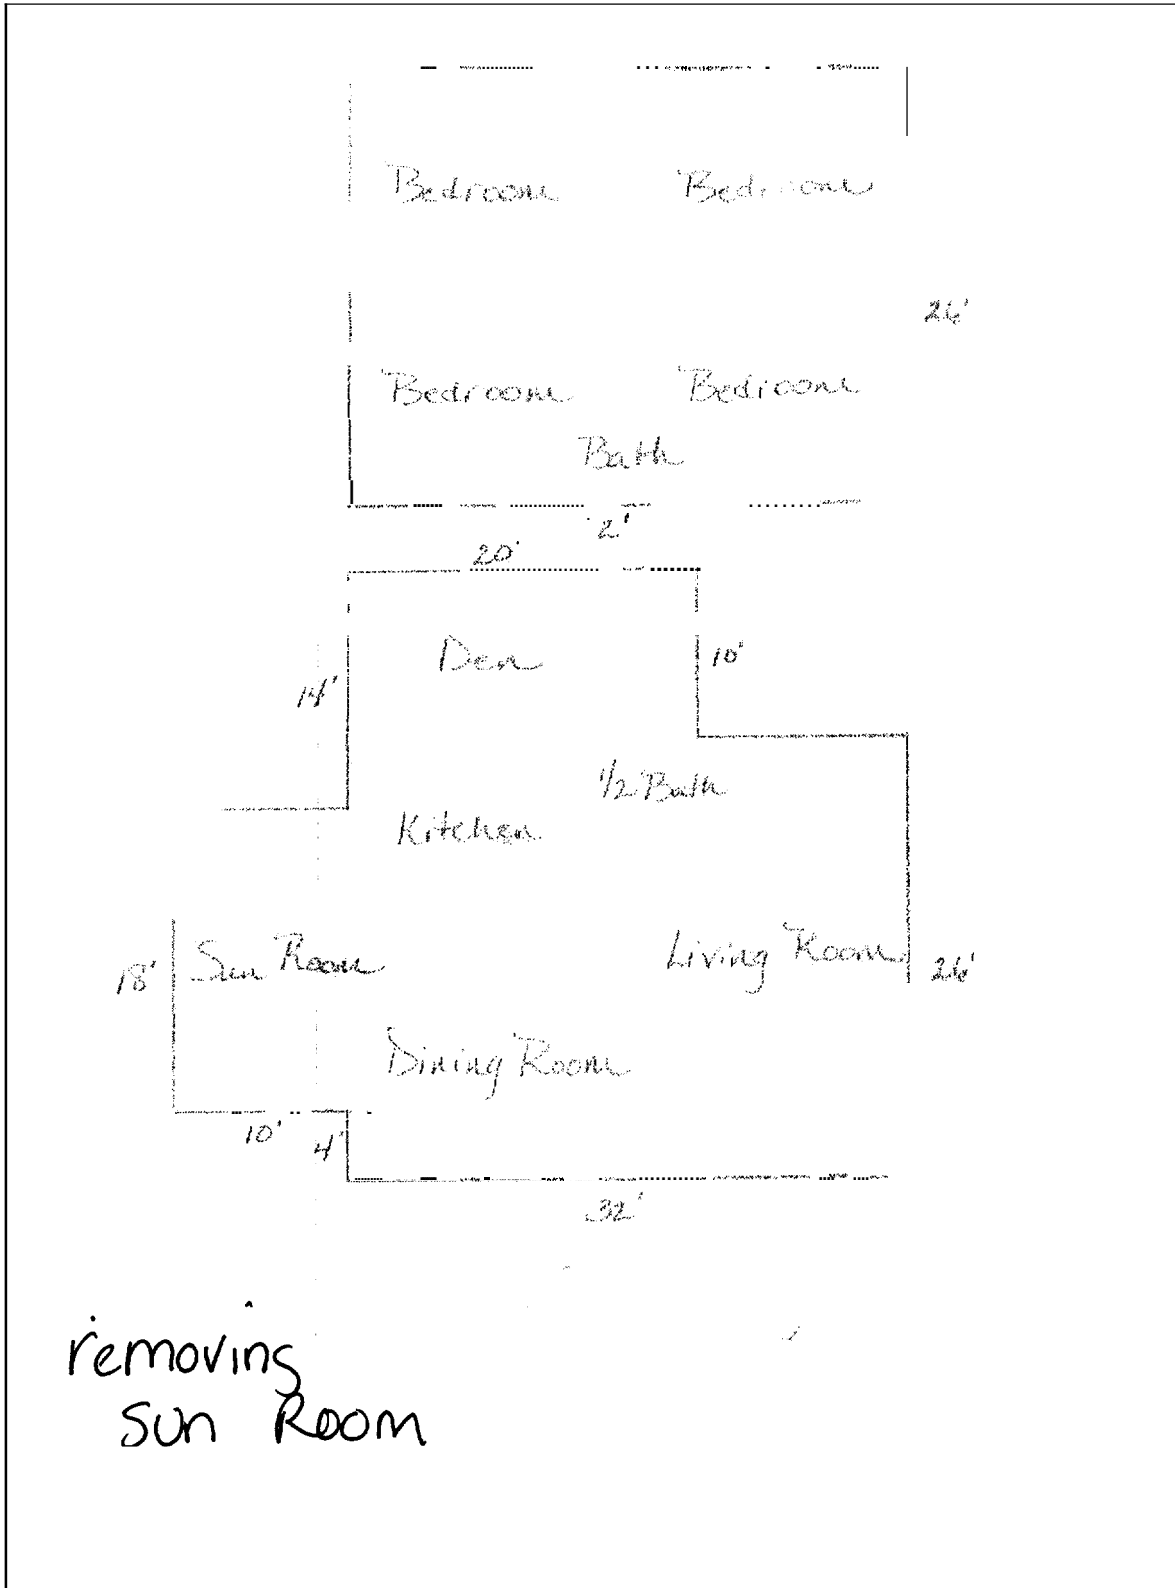 Bedroom Bedroom
26'
Bedroom Bedroom
Bath
2'
20'
Den
10'
14'
1/2 Bath
Kitchen
18' Sun Room Living Room 26'
Dining Room
10' 4'
32'
removing
Sun Room